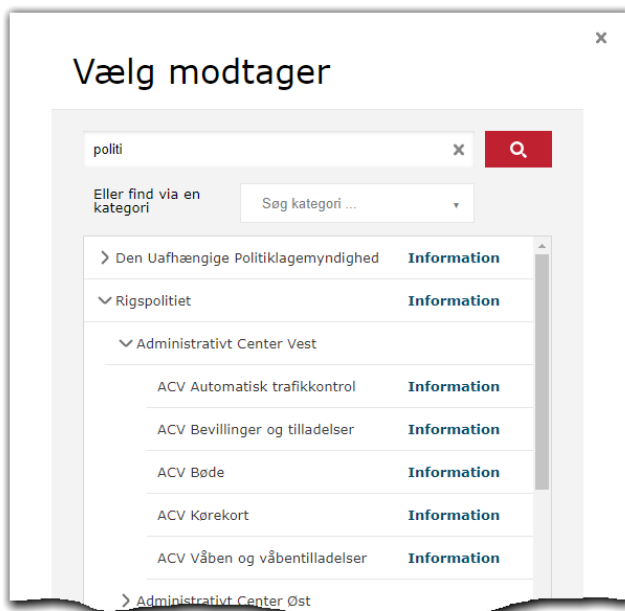 Vælg modtager
politi
Eller find via en
kategori
Søg kategori ...
Den Uafhængige Politiklagemyndighed Information
Rigspolitiet Information
Administrativt Center Vest
ACV Automatisk trafikkontrol Information
ACV Bevillinger og tilladelser Information
ACV Bøde Information
ACV Kørekort Information
ACV Våben og våbentilladelser Information
Administrativt Center Øst